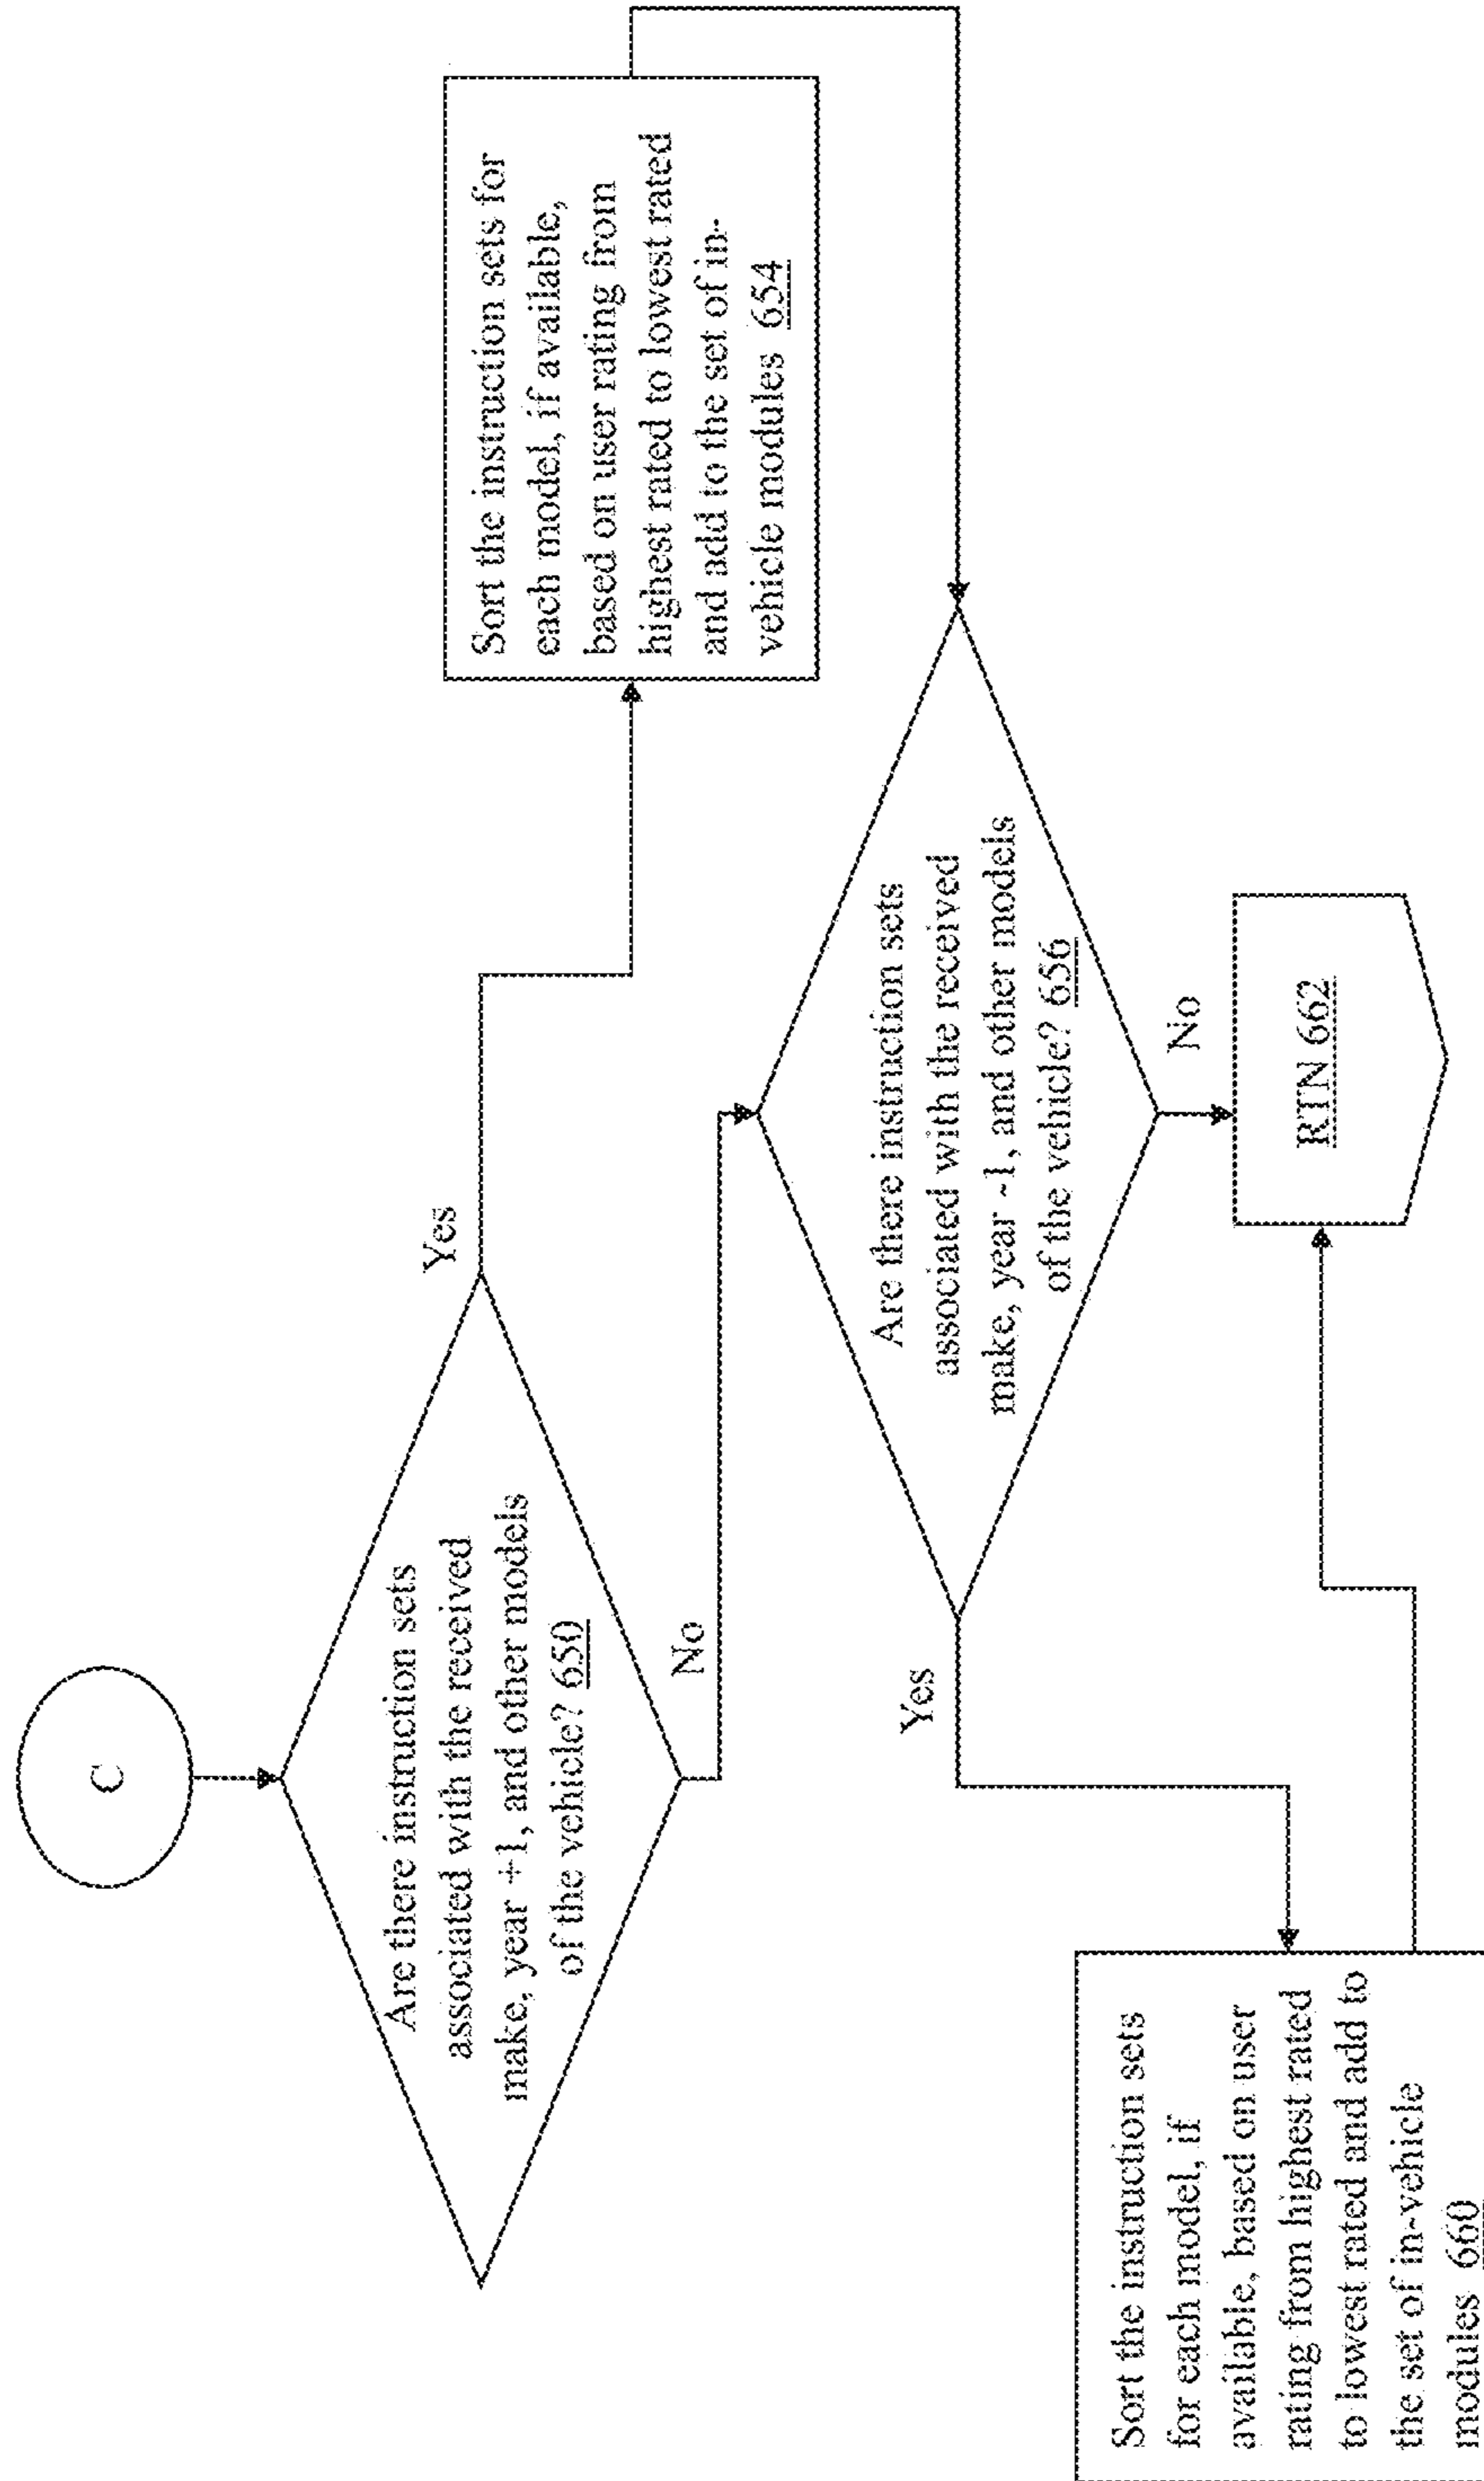 C
Are there instruction sets
associated with the received
make, year +1, and other models
of the vehicle? 650
Yes
No
Sort the instruction sets for
each model, if available,
based on user rating from
highest rated to lowest rated
and add to the set of in-
vehicle modules 654
Are there instruction sets
associated with the received
make, year -1, and other models
of the vehicle? 656
Yes
No
Sort the instruction sets
for each model, if
available, based on user
rating from highest rated
to lowest rated and add to
the set of in-vehicle
modules 660
RTN 662